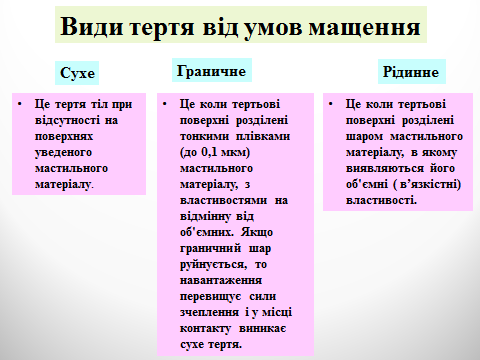 Види тертя від умов мащення
Сухе
• Це тертя тіл при
відсутності на
поверхнях
уведеного
мастильного
матеріалу.
Граничне
• Це коли тертьові
поверхні розділені
тонкими плівками
(до 0,1 мкм)
мастильного
матеріалу, з
властивостями на
відмінну від
об'ємних. Якщо
граничний шар
руйнується, то
навантаження
перевищує сили
зчеплення і у місці
контакту виникає
сухе тертя.
Рідинне
• Це коли тертьові
поверхні розділені
шаром мастильного
матеріалу, в якому
виявляються його
об'ємні ( в’язкістні)
властивості.